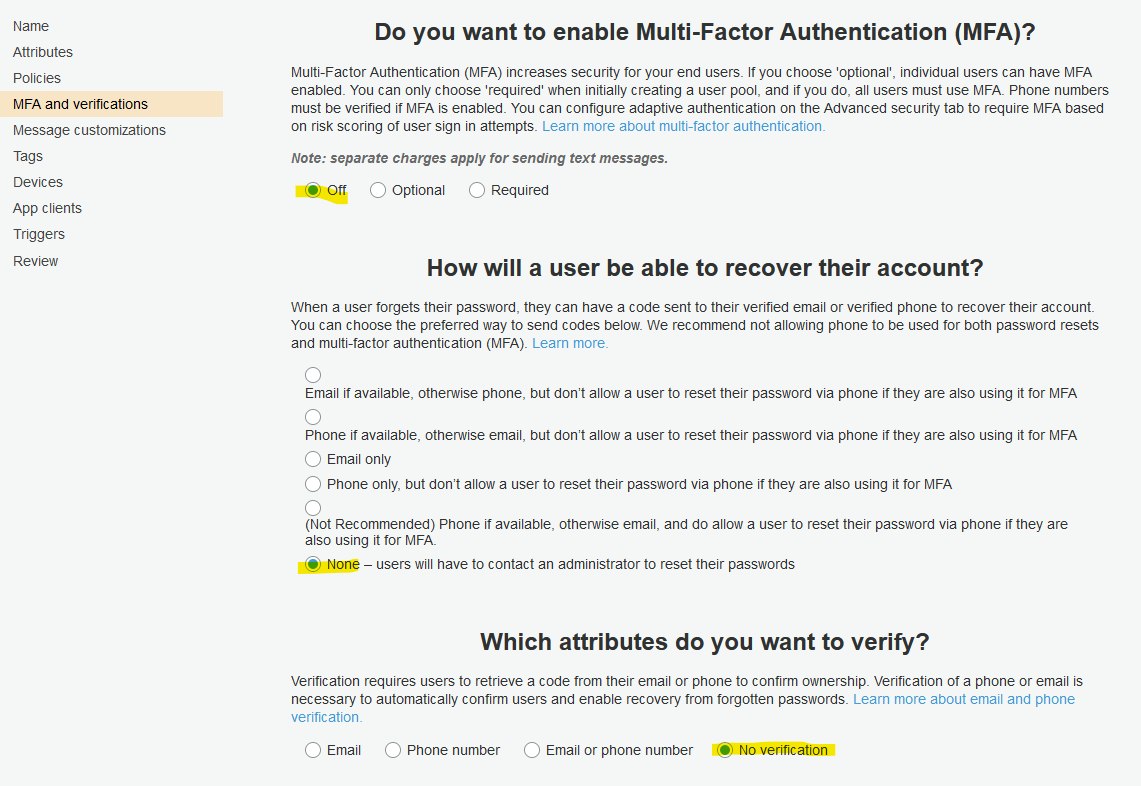 Name
Attributes
Policies
MFA and verifications
Message customizations
Tags
Devices
App clients
Triggers
Review
Do you want to enable Multi-Factor Authentication (MFA)?
Multi-Factor Authentication (MFA) increases security for your end users. If you choose 'optional', individual users can have MFA
enabled. You can only choose 'required' when initially creating a user pool, and if you do, all users must use MFA. Phone numbers
must be verified if MFA is enabled. You can configure adaptive authentication on the Advanced security tab to require MFA based
on risk scoring of user sign in attempts. Learn more about multi-factor authentication.
Note: separate charges apply for sending text messages.
Off Optional Required
How will a user be able to recover their account?
When a user forgets their password, they can have a code sent to their verified email or verified phone to recover their account.
You can choose the preferred way to send codes below. We recommend not allowing phone to be used for both password resets
and multi-factor authentication (MFA). Learn more.
Email if available, otherwise phone, but don’t allow a user to reset their password via phone if they are also using it for MFA
Phone if available, otherwise email, but don’t allow a user to reset their password via phone if they are also using it for MFA
Email only
Phone only, but don’t allow a user to reset their password via phone if they are also using it for MFA
(Not Recommended) Phone if available, otherwise email, and do allow a user to reset their password via phone if they are
also using it for MFA.
None – users will have to contact an administrator to reset their passwords
Which attributes do you want to verify?
Verification requires users to retrieve a code from their email or phone to confirm ownership. Verification of a phone or email is
necessary to automatically confirm users and enable recovery from forgotten passwords. Learn more about email and phone
verification.
Email Phone number Email or phone number No verification